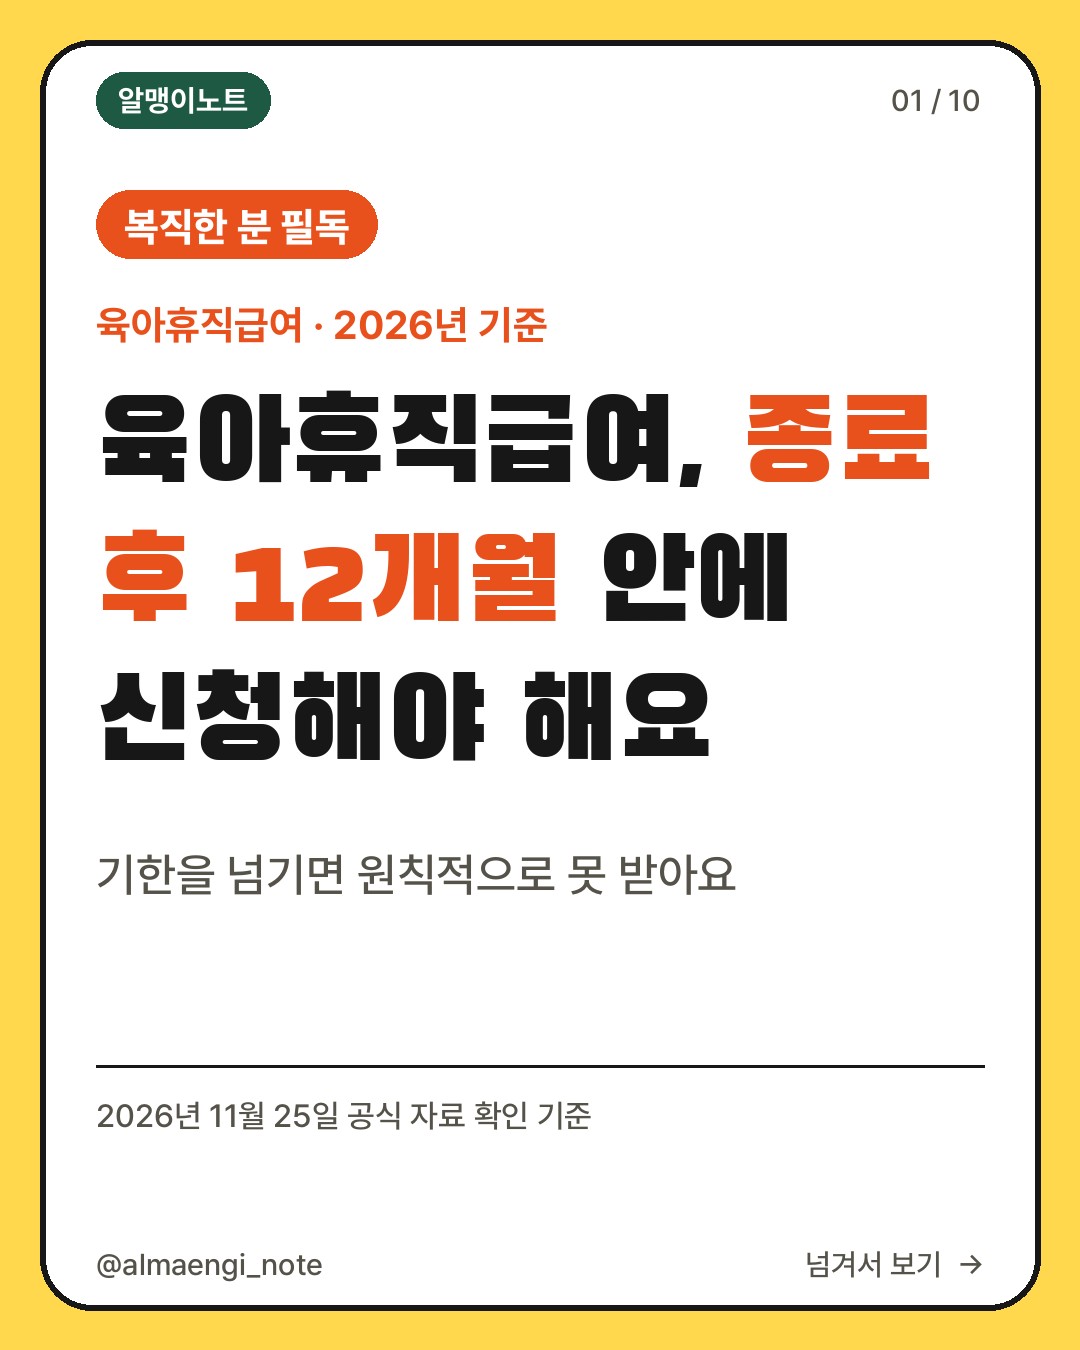 알맹이노트
01 / 10
복직한 분 필독
육아휴직급여 · 2026년 기준
육아휴직급여, 종료
후 12개월 안에
신청해야 해요
기한을 넘기면 원칙적으로 못 받아요
2026년 11월 25일 공식 자료 확인 기준
@almaengi_note
넘겨서 보기 →